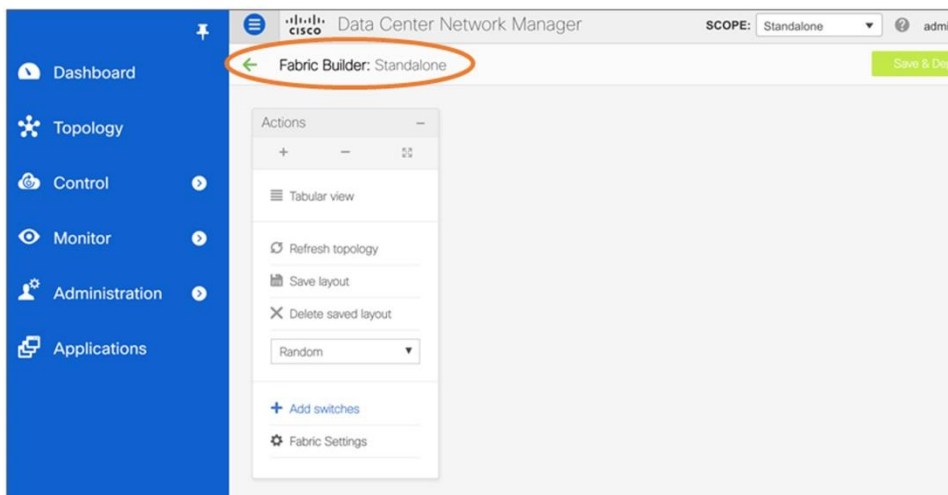 CISCO Data Center Network Manager
SCOPE: Standalone
Dashboard
Topology
Control
Monitor
Administration
Applications
Fabric Builder: Standalone
Actions
Tabular view
Refresh topology
Save layout
Delete saved layout
Random
+ Add switches
Fabric Settings